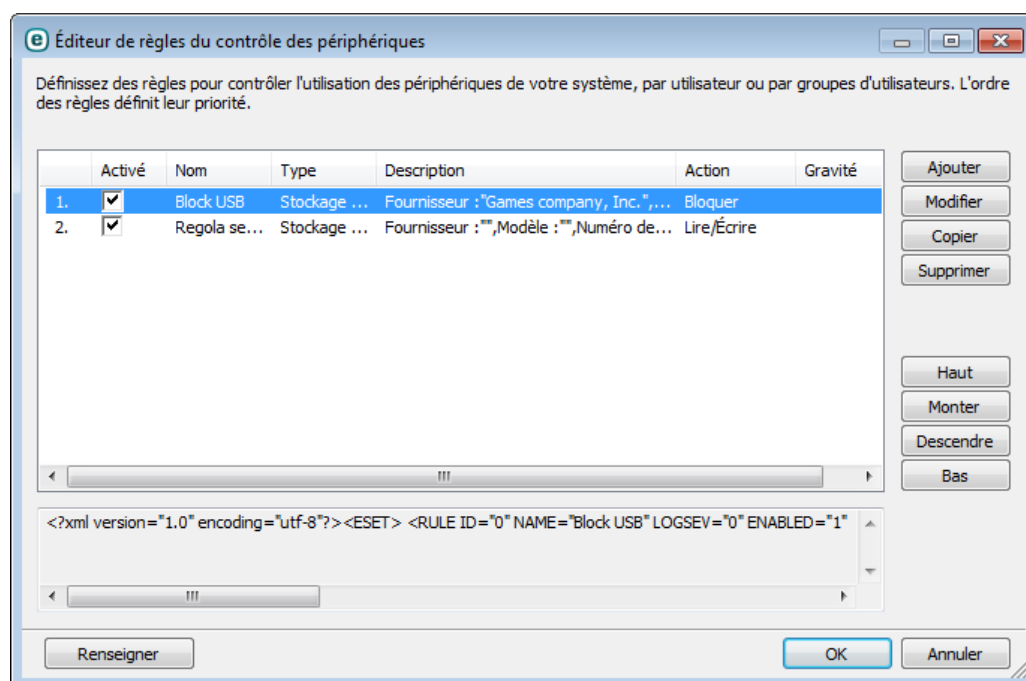 e Éditeur de règles du contrôle des périphériques
Définissez des règles pour contrôler l'utilisation des périphériques de votre système, par utilisateur ou par groupes d'utilisateurs. L'ordre
des règles définit leur priorité.
Activé Nom Type Description Action Gravité
1. Block USB Stockage ... Fournisseur :"Games company, Inc.",... Bloquer
2. Regola se... Stockage ... Fournisseur :"",Modèle :"",Numéro de... Lire/Écrire
Ajouter
Modifier
Copier
Supprimer
Haut
Monter
Descendre
Bas
<?xml version="1.0" encoding="utf-8"?><ESET> <RULE ID="0" NAME="Block USB" LOGSEV="0" ENABLED="1"
Renseigner OK Annuler